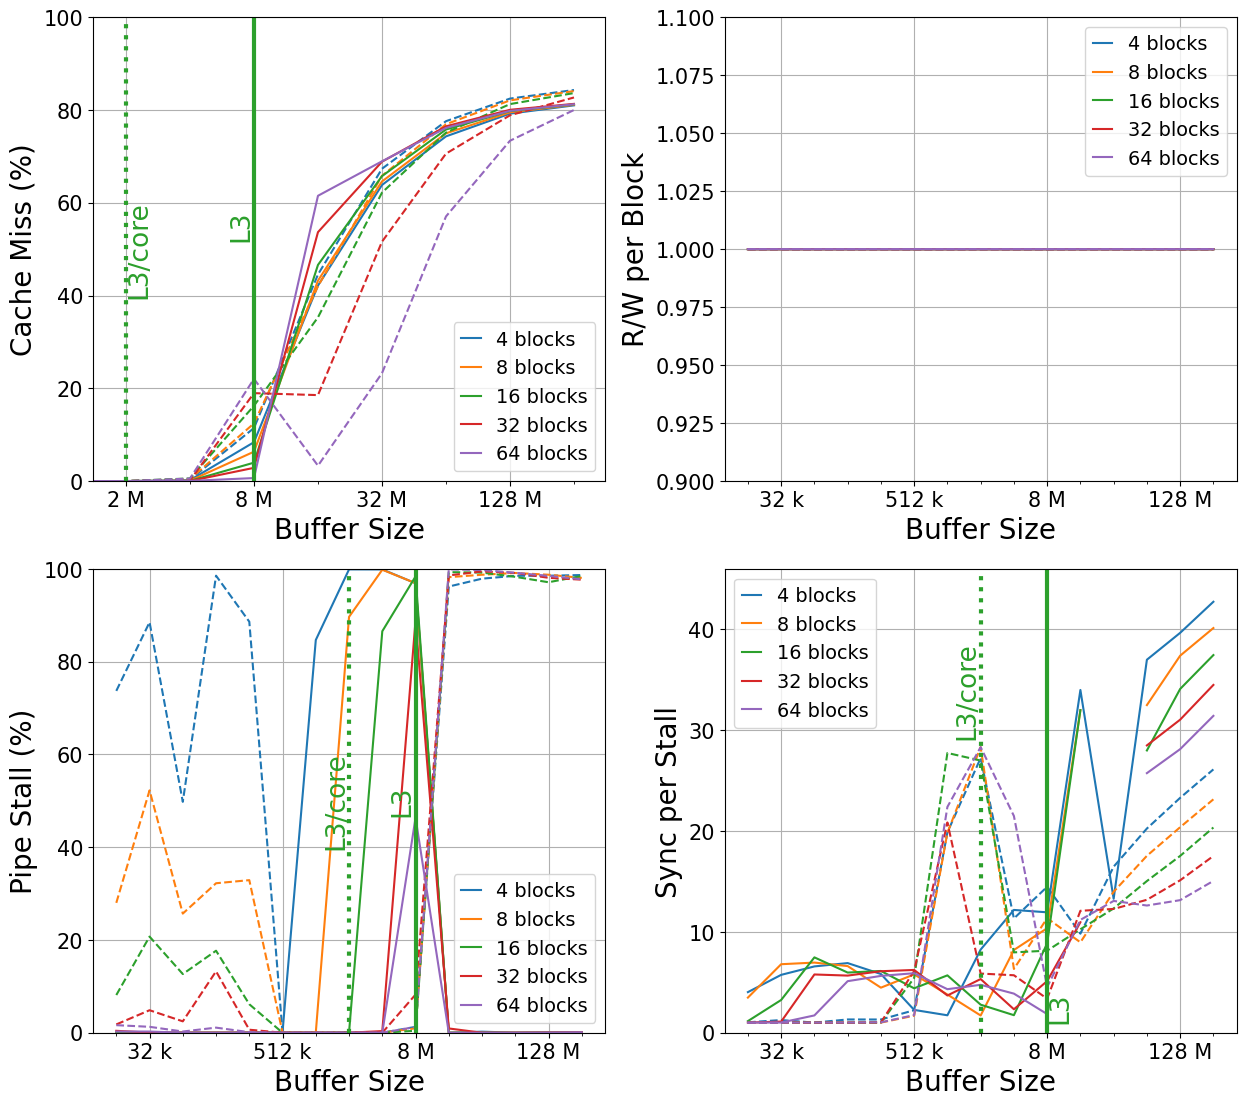 100
80
60
40
20
0
Cache Miss (%)
L3/core
L3
4 blocks
8 blocks
16 blocks
32 blocks
64 blocks
2 M
8 M
32 M
128 M
Buffer Size
1.100
1.075
1.050
1.025
1.000
0.975
0.950
0.925
0.900
R/W per Block
4 blocks
8 blocks
16 blocks
32 blocks
64 blocks
32 k
512 k
8 M
128 M
Buffer Size
100
80
60
40
20
0
Pipe Stall (%)
L3/core
L3
4 blocks
8 blocks
16 blocks
32 blocks
64 blocks
32 k
512 k
8 M
128 M
Buffer Size
40
30
20
10
0
Sync per Stall
4 blocks
8 blocks
16 blocks
32 blocks
64 blocks
L3/core
L3
32 k
512 k
8 M
128 M
Buffer Size